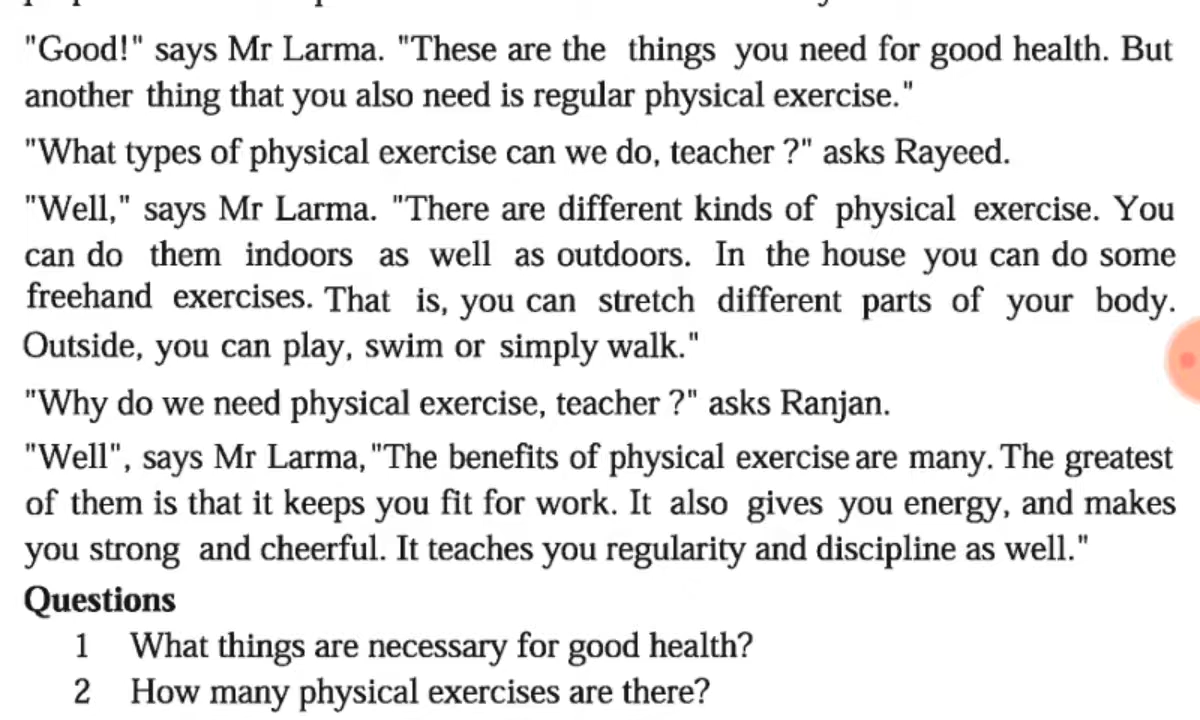 "Good!" says Mr Larma. "These are the things you need for good health. But
another thing that you also need is regular physical exercise."
"What types of physical exercise can we do, teacher ?" asks Rayeed.
"Well," says Mr Larma. "There are different kinds of physical exercise. You
can do them indoors as well as outdoors. In the house you can do some
freehand exercises. That is, you can stretch different parts of your body.
Outside, you can play, swim or simply walk."
"Why do we need physical exercise, teacher ?" asks Ranjan.
"Well", says Mr Larma, "The benefits of physical exercise are many. The greatest
of them is that it keeps you fit for work. It also gives you energy, and makes
you strong and cheerful. It teaches you regularity and discipline as well."
Questions
1 What things are necessary for good health?
2 How many physical exercises are there?